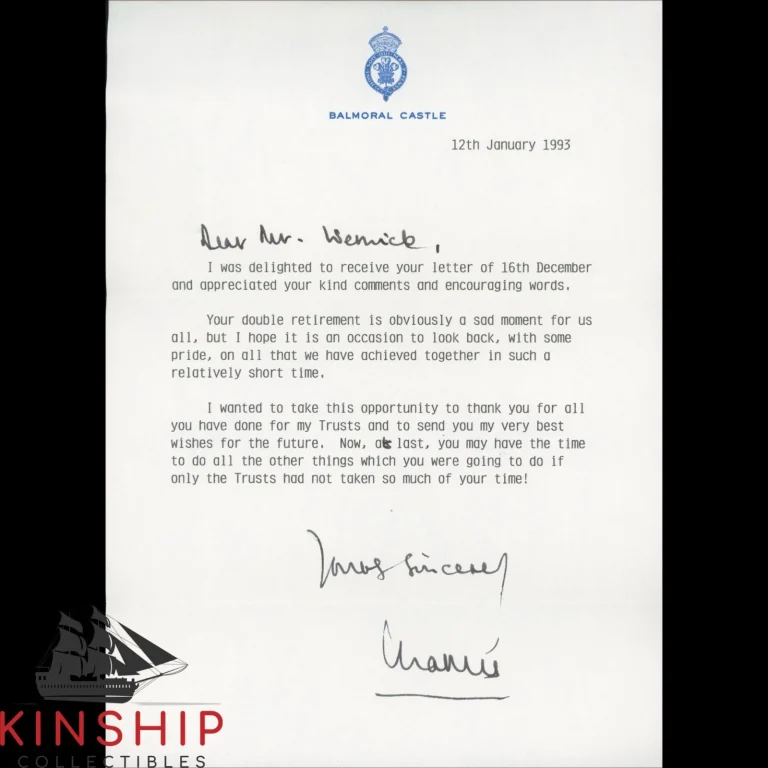 BALMORAL CASTLE
12th January 1993
Dear Mr. Wernick,
I was delighted to receive your letter of 16th December
and appreciated your kind comments and encouraging words.
Your double retirement is obviously a sad moment for us
all, but I hope it is an occasion to look back, with some
pride, on all that we have achieved together in such a
relatively short time.
I wanted to take this opportunity to thank you for all
you have done for my Trusts and to send you my very best
wishes for the future. Now, at last, you may have the time
to do all the other things which you were going to do if
only the Trusts had not taken so much of your time!
Yours sincerely
Charles
KINSHIP
COLLECTIBLES